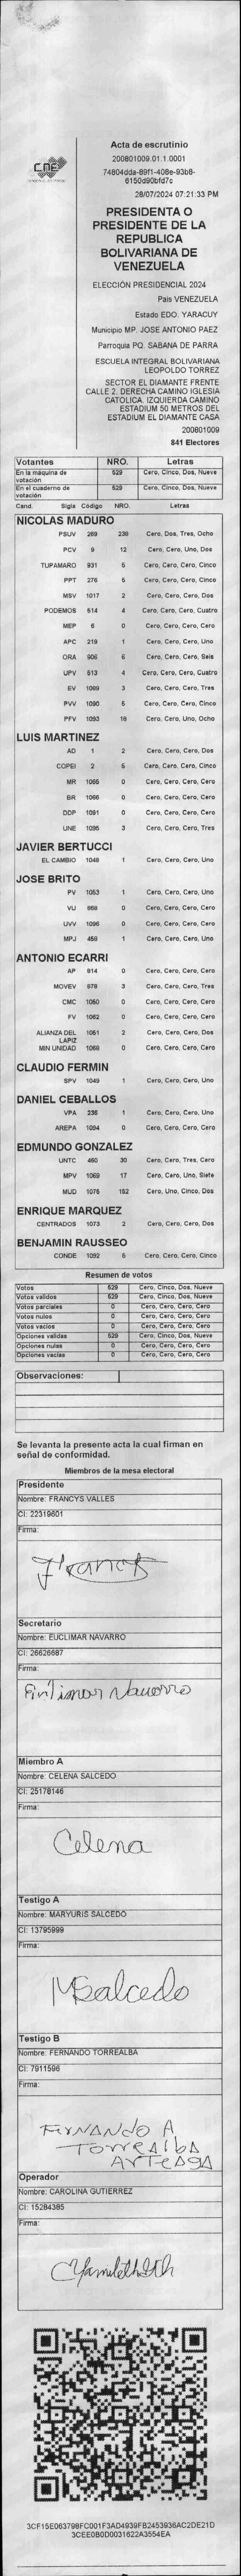 CNE
Acta de escrutinio
200801009.01.1.0001
74804dda-89f1-408e-93b8-
6150d90bfd7c
28/07/2024 07:21:33 PM
PRESIDENTA O
PRESIDENTE DE LA
REPUBLICA
BOLIVARIANA DE
VENEZUELA
ELECCIÓN PRESIDENCIAL 2024
Pais VENEZUELA
Estado EDO. YARACUY
Municipio MP. JOSE ANTONIO PAEZ
Parroquia PQ. SABANA DE PARRA
ESCUELA INTEGRAL BOLIVARIANA
LEOPOLDO TORREZ
SECTOR EL DIAMANTE FRENTE
CALLE 2. DERECHA CAMINO IGLESIA
CATOLICA. IZQUIERDA CAMINO
ESTADIUM 50 METROS DEL
ESTADIUM EL DIAMANTE CASA
200801009
841 Electores
Votantes NRO. Letras
En la máquina de votación 529 Cero, Cinco, Dos, Nueve
En el cuaderno de votación 529 Cero, Cinco, Dos, Nueve
Cand. Sigla Código NRO. Letras
NICOLAS MADURO
PSUV 269 238 Cero, Dos, Tres, Ocho
PCV 9 12 Cero, Cero, Uno, Dos
TUPAMARO 931 5 Cero, Cero, Cero, Cinco
PPT 276 5 Cero, Cero, Cero, Cinco
MSV 1017 2 Cero, Cero, Cero, Dos
PODEMOS 514 4 Cero, Cero, Cero, Cuatro
MEP 6 0 Cero, Cero, Cero, Cero
APC 219 1 Cero, Cero, Cero, Uno
ORA 906 6 Cero, Cero, Cero, Seis
UPV 513 4 Cero, Cero, Cero, Cuatro
EV 1089 3 Cero, Cero, Cero, Tres
PVV 1090 5 Cero, Cero, Cero, Cinco
PFV 1093 18 Cero, Cero, Uno, Ocho
LUIS MARTINEZ
AD 1 2 Cero, Cero, Cero, Dos
COPEI 2 5 Cero, Cero, Cero, Cinco
MR 1065 0 Cero, Cero, Cero, Cero
BR 1066 0 Cero, Cero, Cero, Cero
DDP 1091 0 Cero, Cero, Cero, Cero
UNE 1095 3 Cero, Cero, Cero, Tres
JAVIER BERTUCCI
EL CAMBIO 1048 1 Cero, Cero, Cero, Uno
JOSE BRITO
PV 1053 1 Cero, Cero, Cero, Uno
VU 868 0 Cero, Cero, Cero, Cero
UVV 1096 0 Cero, Cero, Cero, Cero
MPJ 458 1 Cero, Cero, Cero, Uno
ANTONIO ECARRI
AP 814 0 Cero, Cero, Cero, Cero
MOVEV 878 3 Cero, Cero, Cero, Tres
CMC 1050 0 Cero, Cero, Cero, Cero
FV 1062 0 Cero, Cero, Cero, Cero
ALIANZA DEL LAPIZ 1051 2 Cero, Cero, Cero, Dos
MIN UNIDAD 1068 0 Cero, Cero, Cero, Cero
CLAUDIO FERMIN
SPV 1049 1 Cero, Cero, Cero, Uno
DANIEL CEBALLOS
VPA 236 1 Cero, Cero, Cero, Uno
AREPA 1094 0 Cero, Cero, Cero, Cero
EDMUNDO GONZALEZ
UNTC 460 30 Cero, Cero, Tres, Cero
MPV 1069 17 Cero, Cero, Uno, Siete
MUD 1075 152 Cero, Uno, Cinco, Dos
ENRIQUE MARQUEZ
CENTRADOS 1073 2 Cero, Cero, Cero, Dos
BENJAMIN RAUSSEO
CONDE 1092 5 Cero, Cero, Cero, Cinco
Resumen de votos
Votos 529 Cero, Cinco, Dos, Nueve
Votos validos 529 Cero, Cinco, Dos, Nueve
Votos parciales 0 Cero, Cero, Cero, Cero
Votos nulos 0 Cero, Cero, Cero, Cero
Votos vacios 0 Cero, Cero, Cero, Cero
Opciones validas 529 Cero, Cinco, Dos, Nueve
Opciones nulas 0 Cero, Cero, Cero, Cero
Opciones vacias 0 Cero, Cero, Cero, Cero
Observaciones:
Se levanta la presente acta la cual firman en
señal de conformidad.
Miembros de la mesa electoral
Presidente
Nombre: FRANCYS VALLES
CI: 22319601
Firma:
Francys
Secretario
Nombre: EUCLIMAR NAVARRO
CI: 26626687
Firma:
Navarro
Miembro A
Nombre: CELENA SALCEDO
CI: 25178146
Firma:
Celena
Testigo A
Nombre: MARYURIS SALCEDO
CI: 13795999
Firma:
MSalcedo
Testigo B
Nombre: FERNANDO TORREALBA
CI: 7911596
Firma:
FERNANDO A
TorreAlbA
ARTEAGA
Operador
Nombre: CAROLINA GUTIERREZ
CI: 15284385
Firma:
3CF15E06379BFC001F3AD4939FB2453936AC2DE21D
3CEE0B0D0031622A3554EA